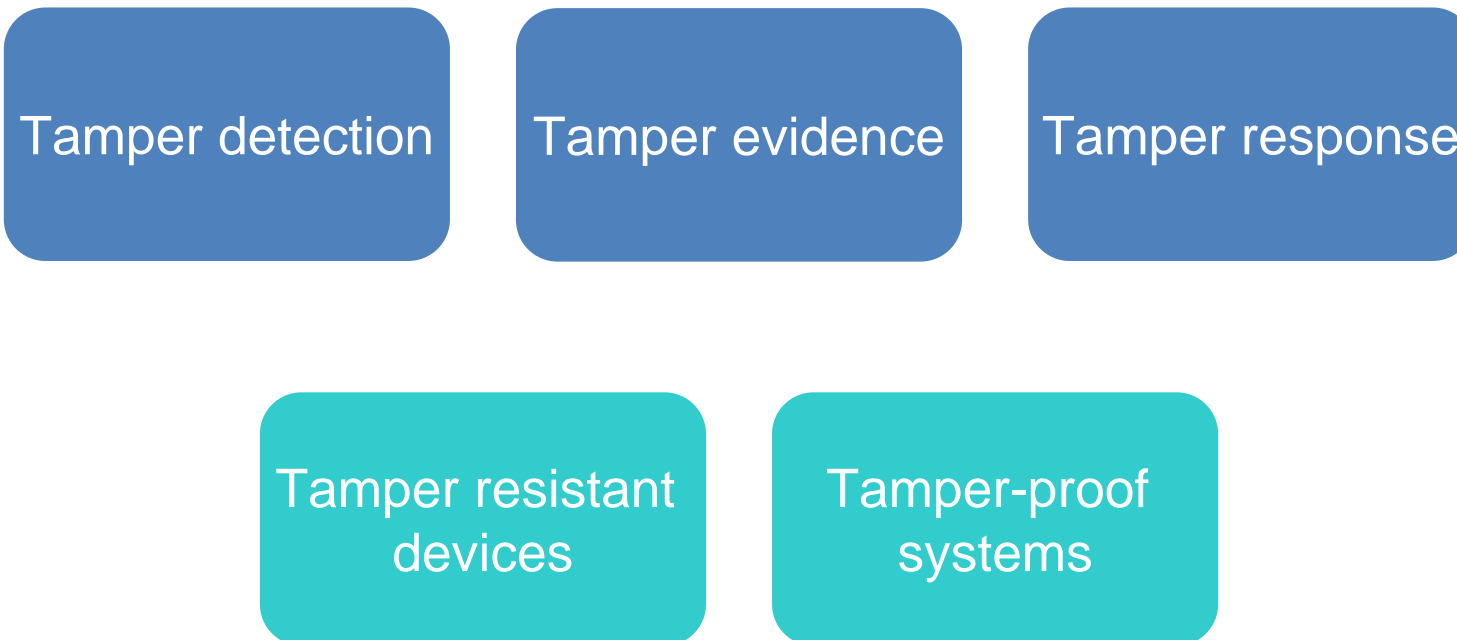 Tamper detection
Tamper evidence
Tamper response
Tamper resistant
devices
Tamper-proof
systems